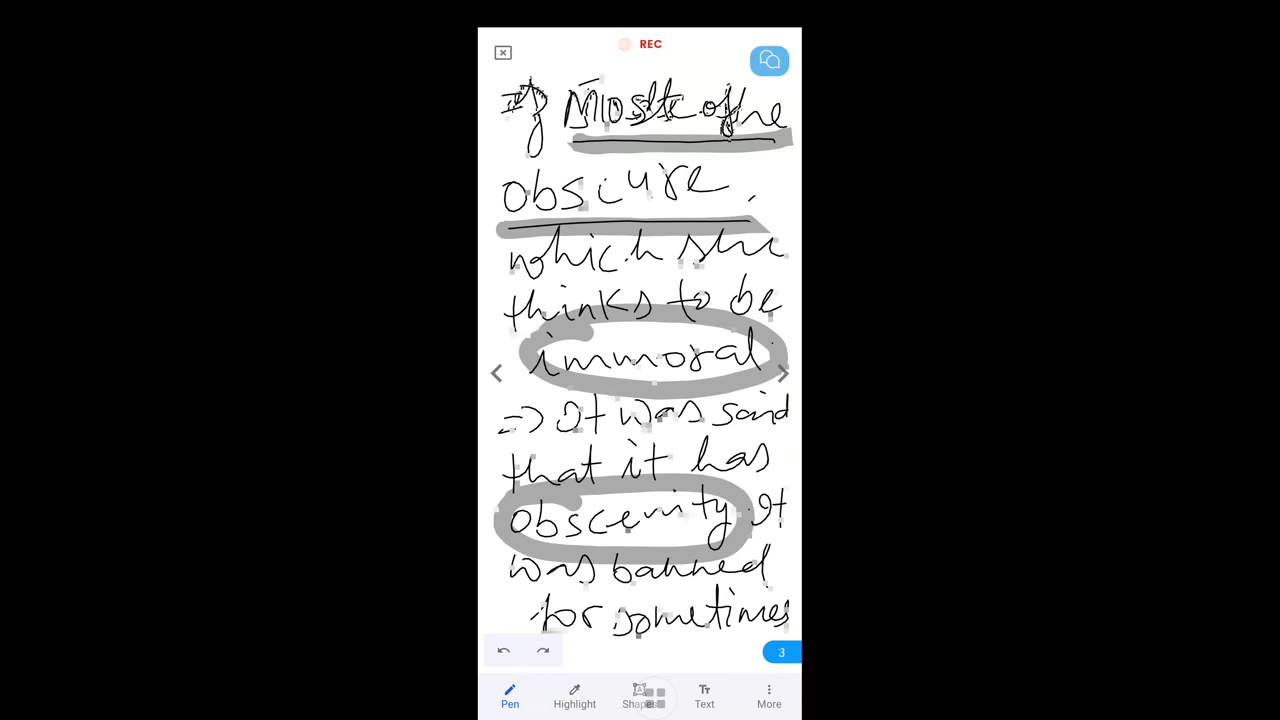 REC
=> Most of the
obscure.
which she
thinks to be
immoral
=> It was said
that it has
obscenity. It
was banned
for sometimes
3
Pen Highlight Shapes Text More